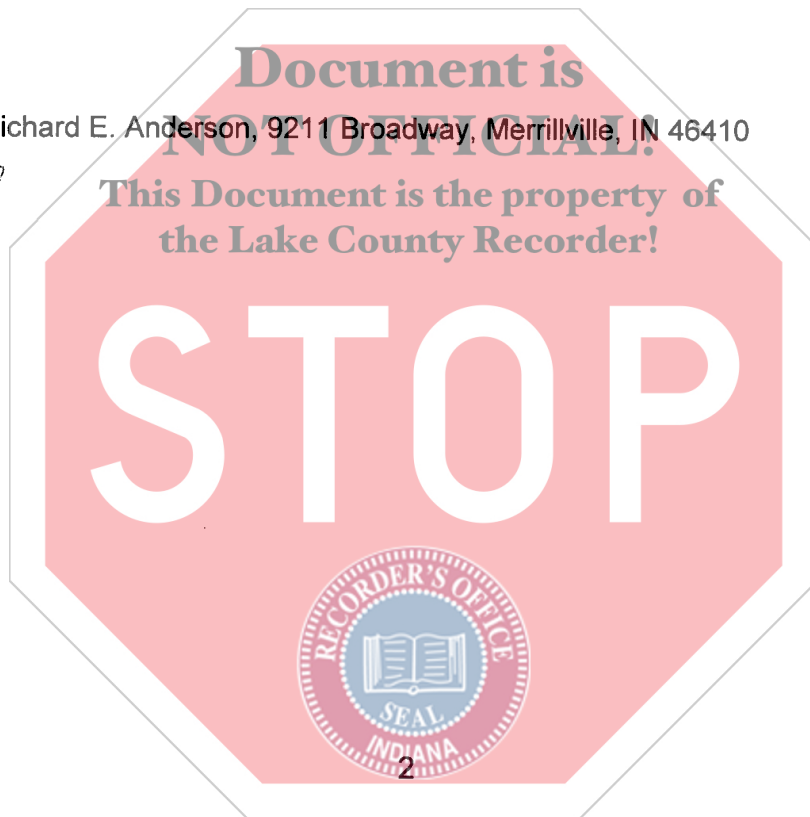 Document is
ichard E. Anderson, 9211 Broadway, Merrillville, IN 46410
NOT OFFICIAL!
This Document is the property of
the Lake County Recorder!
STOP
RECORDER'S OFFICE
SEAL
INDIANA
2